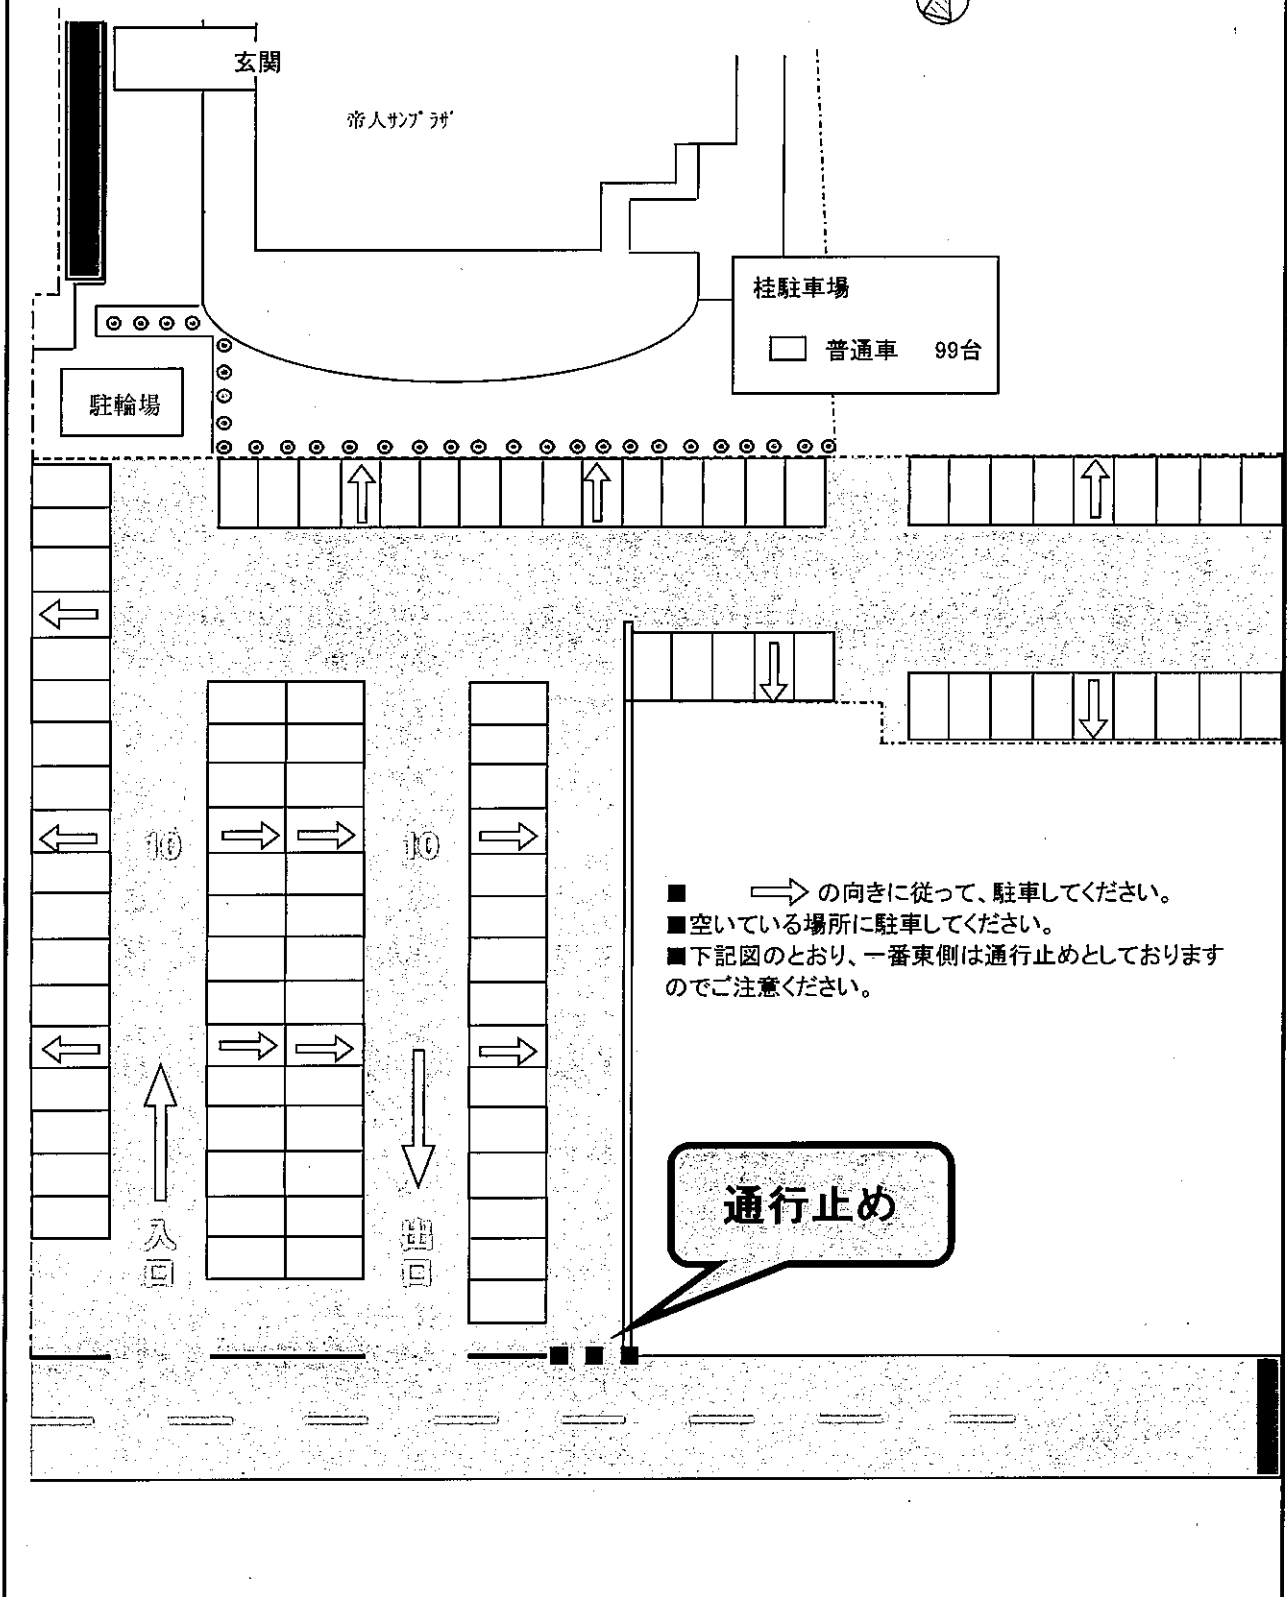 玄関
帝人サンプラザ
桂駐車場
普通車 99台
駐輪場
10
10
■ ⇨ の向きに従って、駐車してください。
■空いている場所に駐車してください。
■下記図のとおり、一番東側は通行止めとしております
のでご注意ください。
通行止め
入口
出口